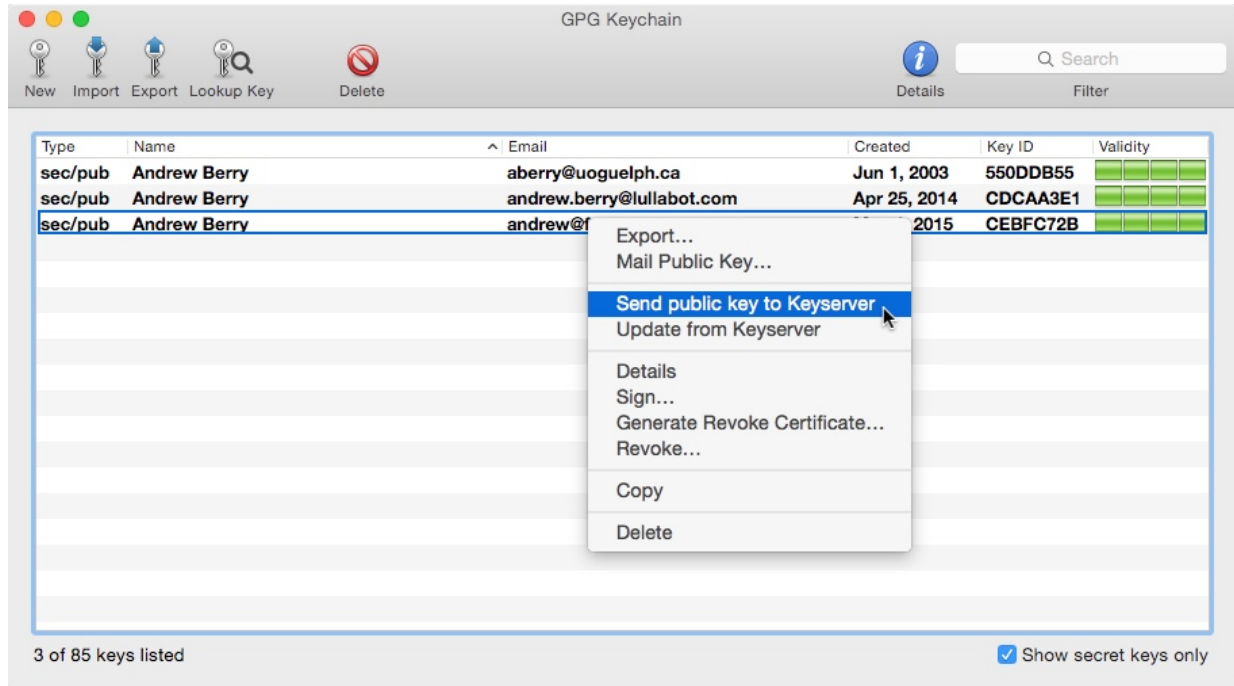 GPG Keychain
New Import Export Lookup Key Delete Details Search
Filter
Type Name Email Created Key ID Validity
sec/pub Andrew Berry aberry@uoguelph.ca Jun 1, 2003 550DDB55
sec/pub Andrew Berry andrew.berry@lullabot.com Apr 25, 2014 CDCAA3E1
sec/pub Andrew Berry 2015 CEBFC72B
Export...
Mail Public Key...
Send public key to Keyserver
Update from Keyserver
Details
Sign...
Generate Revoke Certificate...
Revoke...
Copy
Delete
3 of 85 keys listed Show secret keys only